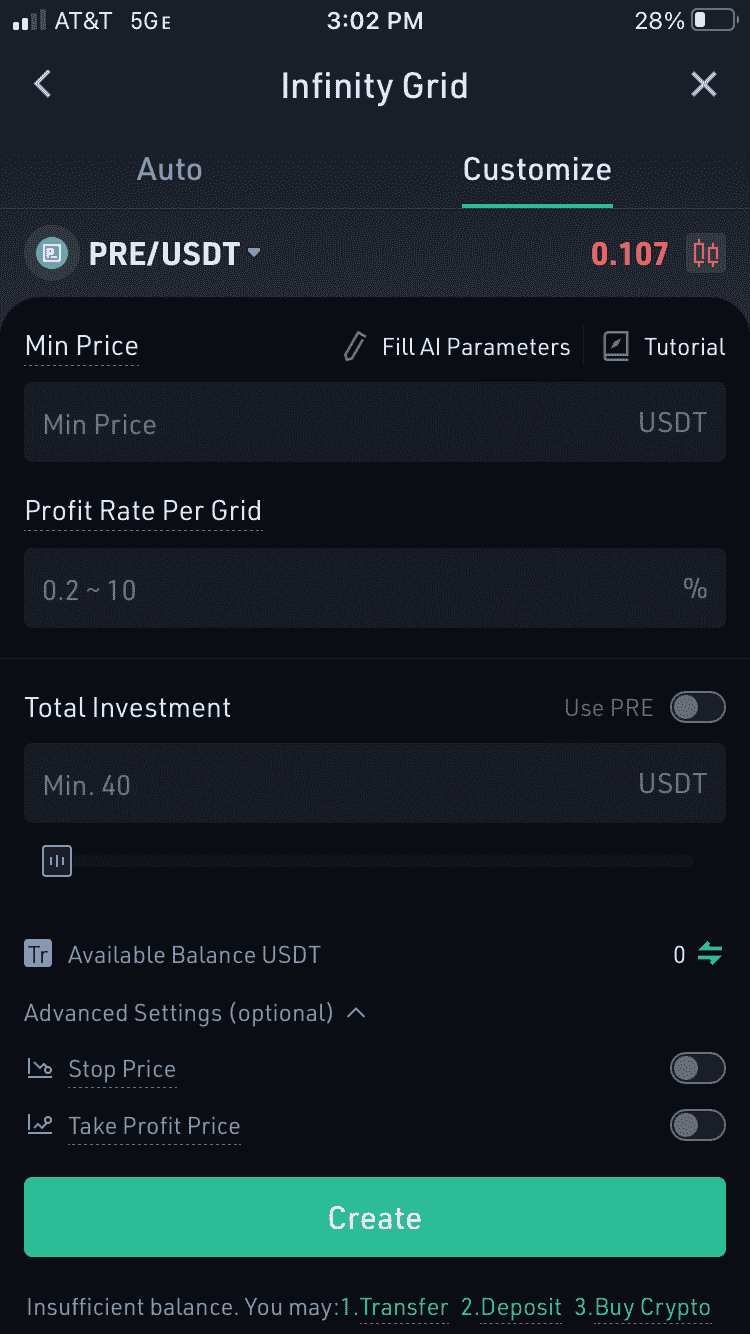 AT&T 5GE 3:02 PM 28%
Infinity Grid
Auto Customize
PRE/USDT 0.107
Min Price Fill AI Parameters Tutorial
Min Price USDT
Profit Rate Per Grid
0.2 ~ 10 %
Total Investment Use PRE
Min. 40 USDT
Tr Available Balance USDT 0
Advanced Settings (optional)
Stop Price
Take Profit Price
Create
Insufficient balance. You may:1.Transfer 2.Deposit 3.Buy Crypto